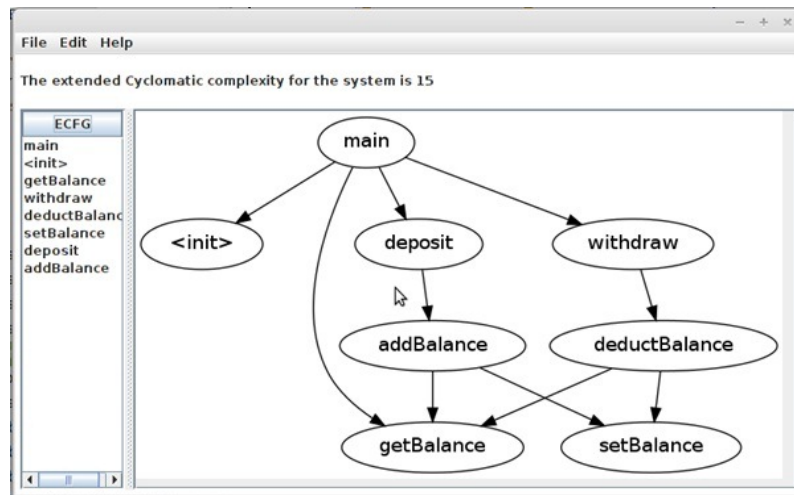 File Edit Help
The extended Cyclomatic complexity for the system is 15
ECFG
main
<init>
getBalance
withdraw
deductBalanc
setBalance
deposit
addBalance
main
<init>
deposit
withdraw
addBalance
deductBalance
getBalance
setBalance